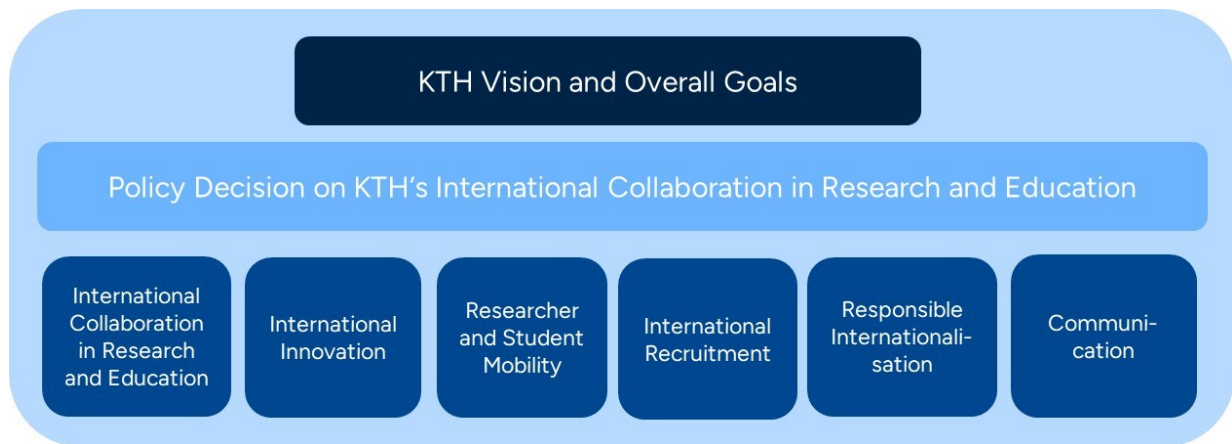 KTH Vision and Overall Goals
Policy Decision on KTH's International Collaboration in Research and Education
International
Collaboration
in Research
and Education
International
Innovation
Researcher
and Student
Mobility
International
Recruitment
Responsible
Internationali-
sation
Communi-
cation